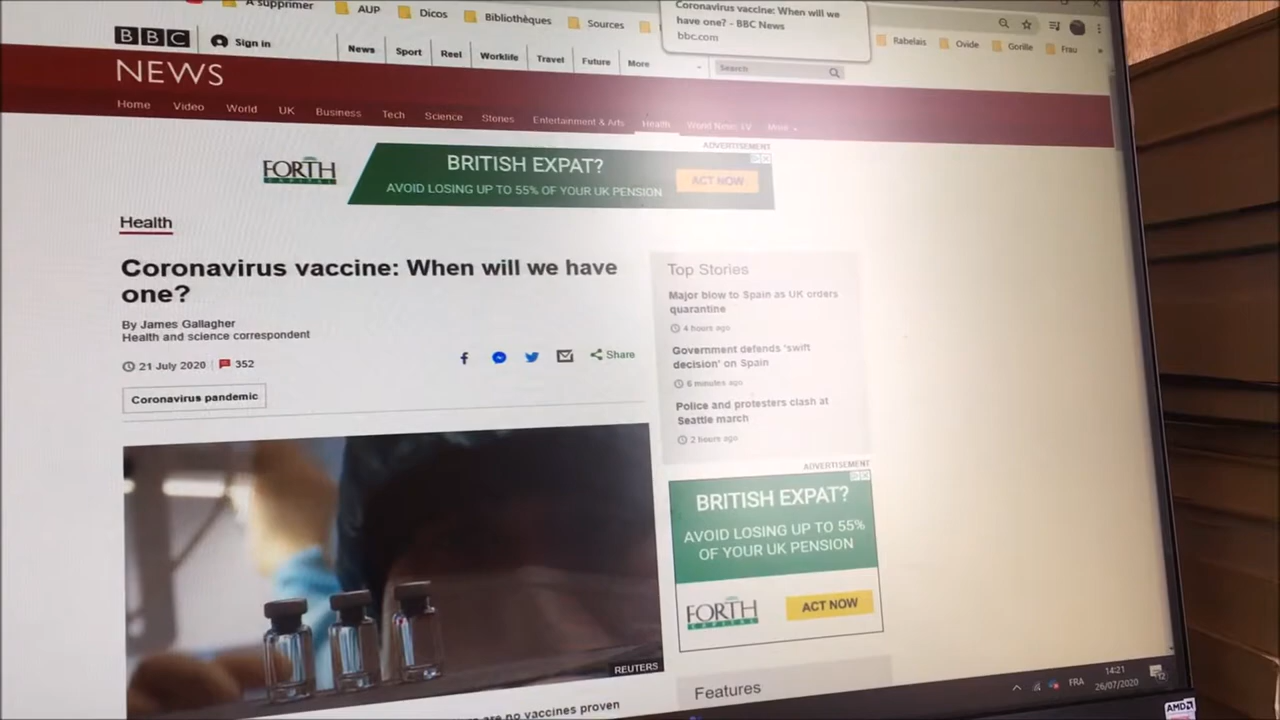 A supprimer
AUP
Dicos
Bibliothèques
Sources
Coronavirus vaccine: When will we
have one? - BBC News
bbc.com
Rabelais
Ovide
Gorille
Frau
»
BBC
Sign in
News
Sport
Reel
Worklife
Travel
Future
More
Search
NEWS
Home
Video
World
UK
Business
Tech
Science
Stories
Entertainment & Arts
Health
World News TV
More
ADVERTISEMENT
FORTH
CAPITAL
BRITISH EXPAT?
AVOID LOSING UP TO 55% OF YOUR UK PENSION
ACT NOW
Health
Coronavirus vaccine: When will we have
one?
By James Gallagher
Health and science correspondent
21 July 2020
352
Share
Coronavirus pandemic
REUTERS
are no vaccines proven
Top Stories
Major blow to Spain as UK orders
quarantine
4 hours ago
Government defends 'swift
decision' on Spain
6 minutes ago
Police and protesters clash at
Seattle march
2 hours ago
ADVERTISEMENT
BRITISH EXPAT?
AVOID LOSING UP TO 55%
OF YOUR UK PENSION
FORTH
CAPITAL
ACT NOW
Features
FRA
14:21
26/07/2020
12
AMD